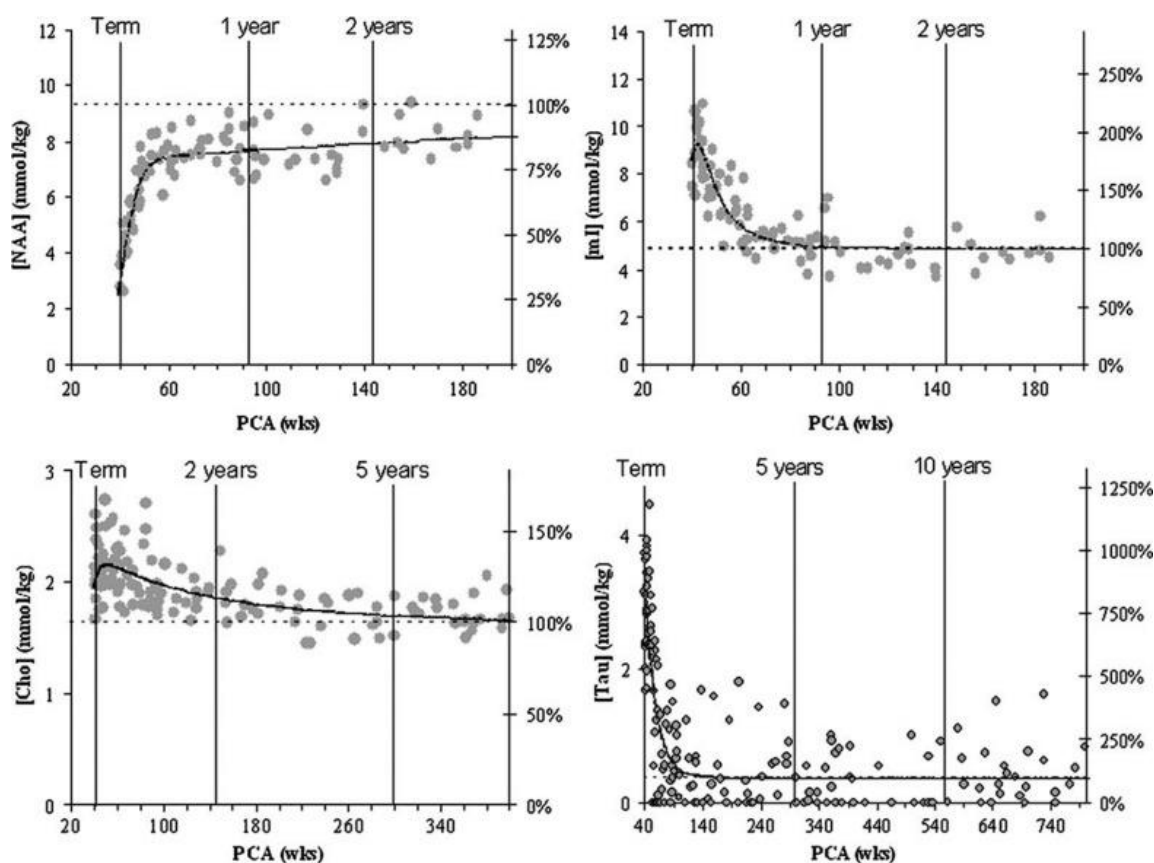 Term 1 year 2 years
[NAA] (mmol/kg)
12
10
8
6
4
2
0
125%
100%
75%
50%
25%
0%
20 60 100 140 180
PCA (wks)
Term 1 year 2 years
[mI] (mmol/kg)
14
12
10
8
6
4
2
0
250%
200%
150%
100%
50%
0%
20 60 100 140 180
PCA (wks)
Term 2 years 5 years
[Cho] (mmol/kg)
3
2
1
0
150%
100%
50%
0%
20 100 180 260 340
PCA (wks)
Term 5 years 10 years
[Tau] (mmol/kg)
4
2
0
1250%
1000%
750%
500%
250%
0%
40 140 240 340 440 540 640 740
PCA (wks)